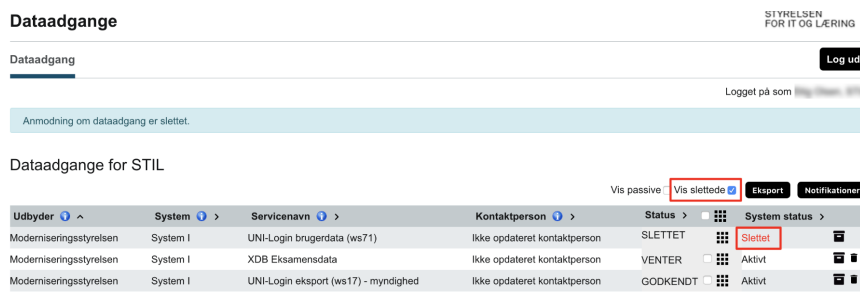 Dataadgange
STYRELSEN
FOR IT OG LÆRING
Dataadgang
Log ud
Logget på som
Anmodning om dataadgang er slettet.
Dataadgange for STIL
Vis passive Vis slettede Eksport Notifikationer
Udbyder System > Servicenavn > Kontaktperson > Status > System status >
Moderniseringsstyrelsen System I UNI-Login brugerdata (ws71) Ikke opdateret kontaktperson SLETTET Slettet
Moderniseringsstyrelsen System I XDB Eksamensdata Ikke opdateret kontaktperson VENTER Aktivt
Moderniseringsstyrelsen System I UNI-Login eksport (ws17) - myndighed Ikke opdateret kontaktperson GODKENDT Aktivt